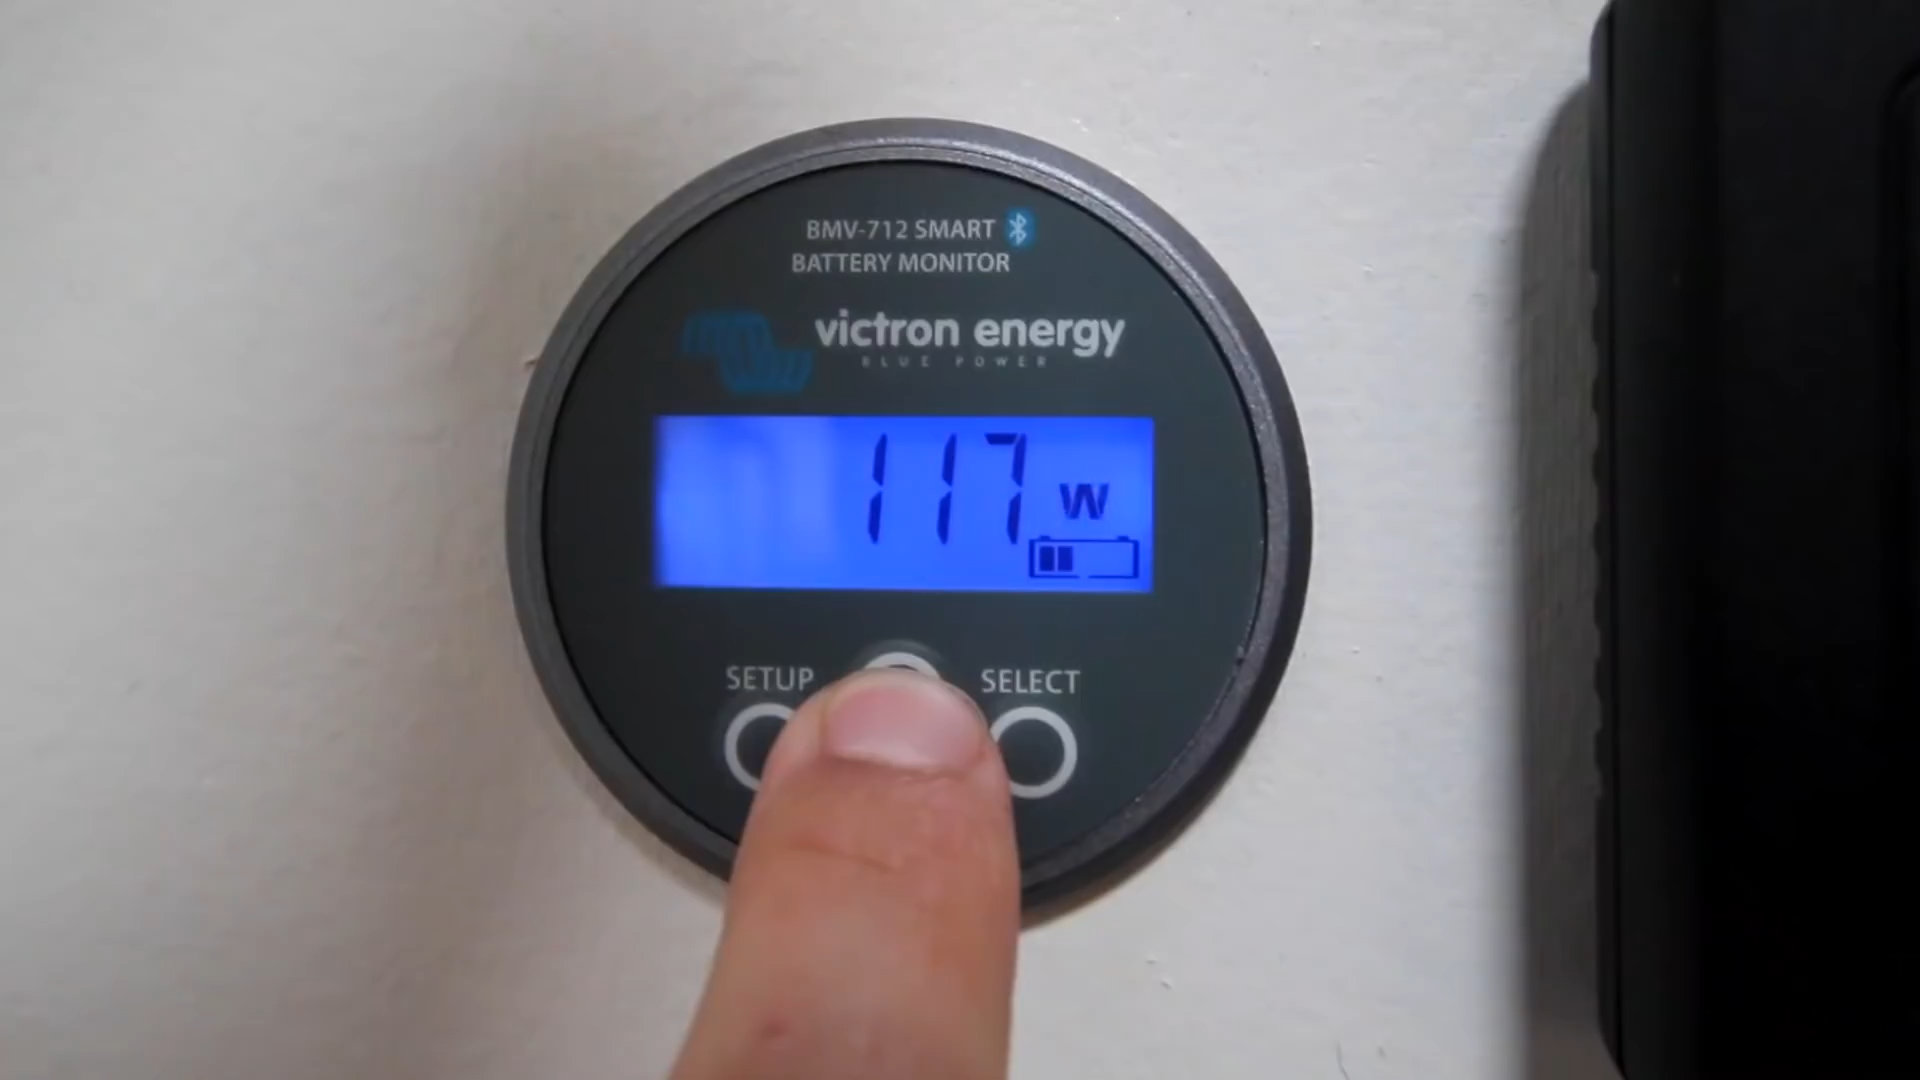 BMV-712 SMART
BATTERY MONITOR
victron energy
BLUE POWER
117 W
SETUP
SELECT